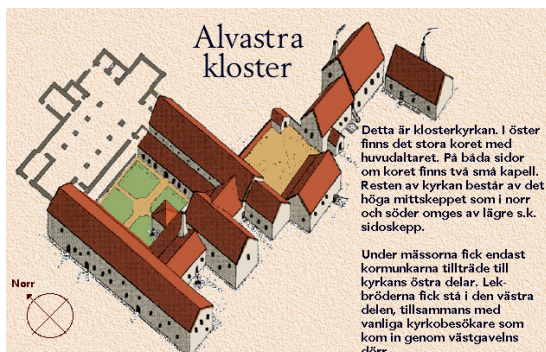 Alvastra
kloster
Detta är klosterkyrkan. I öster
finns det stora koret med
huvudaltaret. På båda sidor
om koret finns två små kapell.
Resten av kyrkan består av det
höga mittskeppet som i norr
och söder omges av lägre s.k.
sidoskepp.
Under mässorna fick endast
kormunkarna tillträde till
kyrkans östra delar. Lek-
bröderna fick stå i den västra
delen, tillsammans med
vanliga kyrkobesökare som
kom in genom västgavelns
dörr
Norr